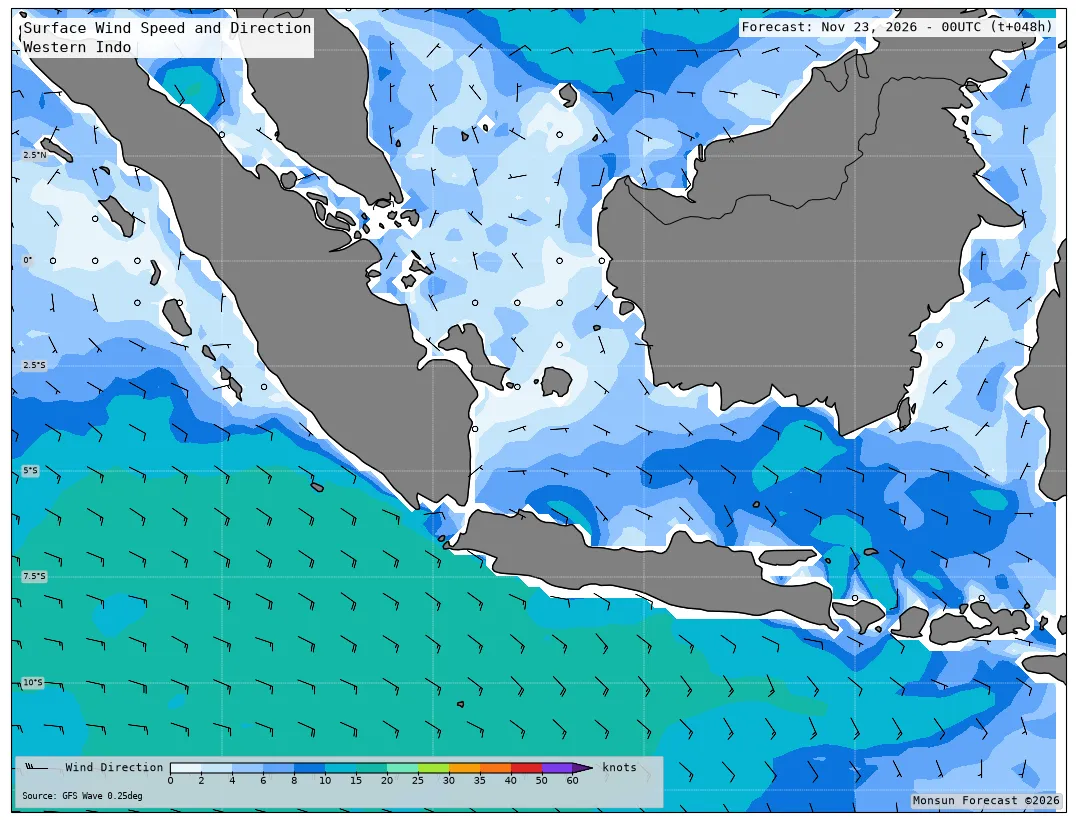 Surface Wind Speed and Direction
Western Indo
Forecast: Nov 23, 2026 - 00UTC (t+048h)
2.5°N
0°
2.5°S
5°S
7.5°S
10°S
Wind Direction
0 2 4 6 8 10 15 20 25 30 35 40 50 60
knots
Source: GFS Wave 0.25deg
Monsun Forecast ©2026